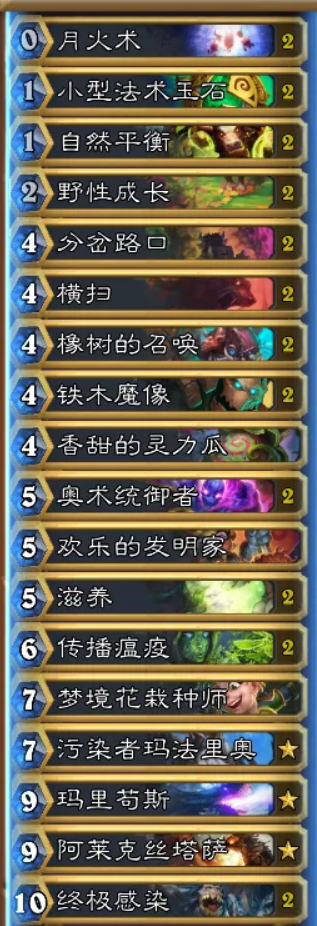 0 月火术 2
1 小型法术玉石 2
1 自然平衡 2
2 野性成长 2
4 分岔路口 2
4 横扫 2
4 橡树的召唤 2
4 铁木魔像 2
4 香甜的灵力瓜
5 奥术统御者 2
5 欢乐的发明家
5 滋养 2
6 传播瘟疫 2
7 梦境花栽种师
7 污染者玛法里奥
9 玛里苟斯
9 阿莱克丝塔萨
10 终极感染 2